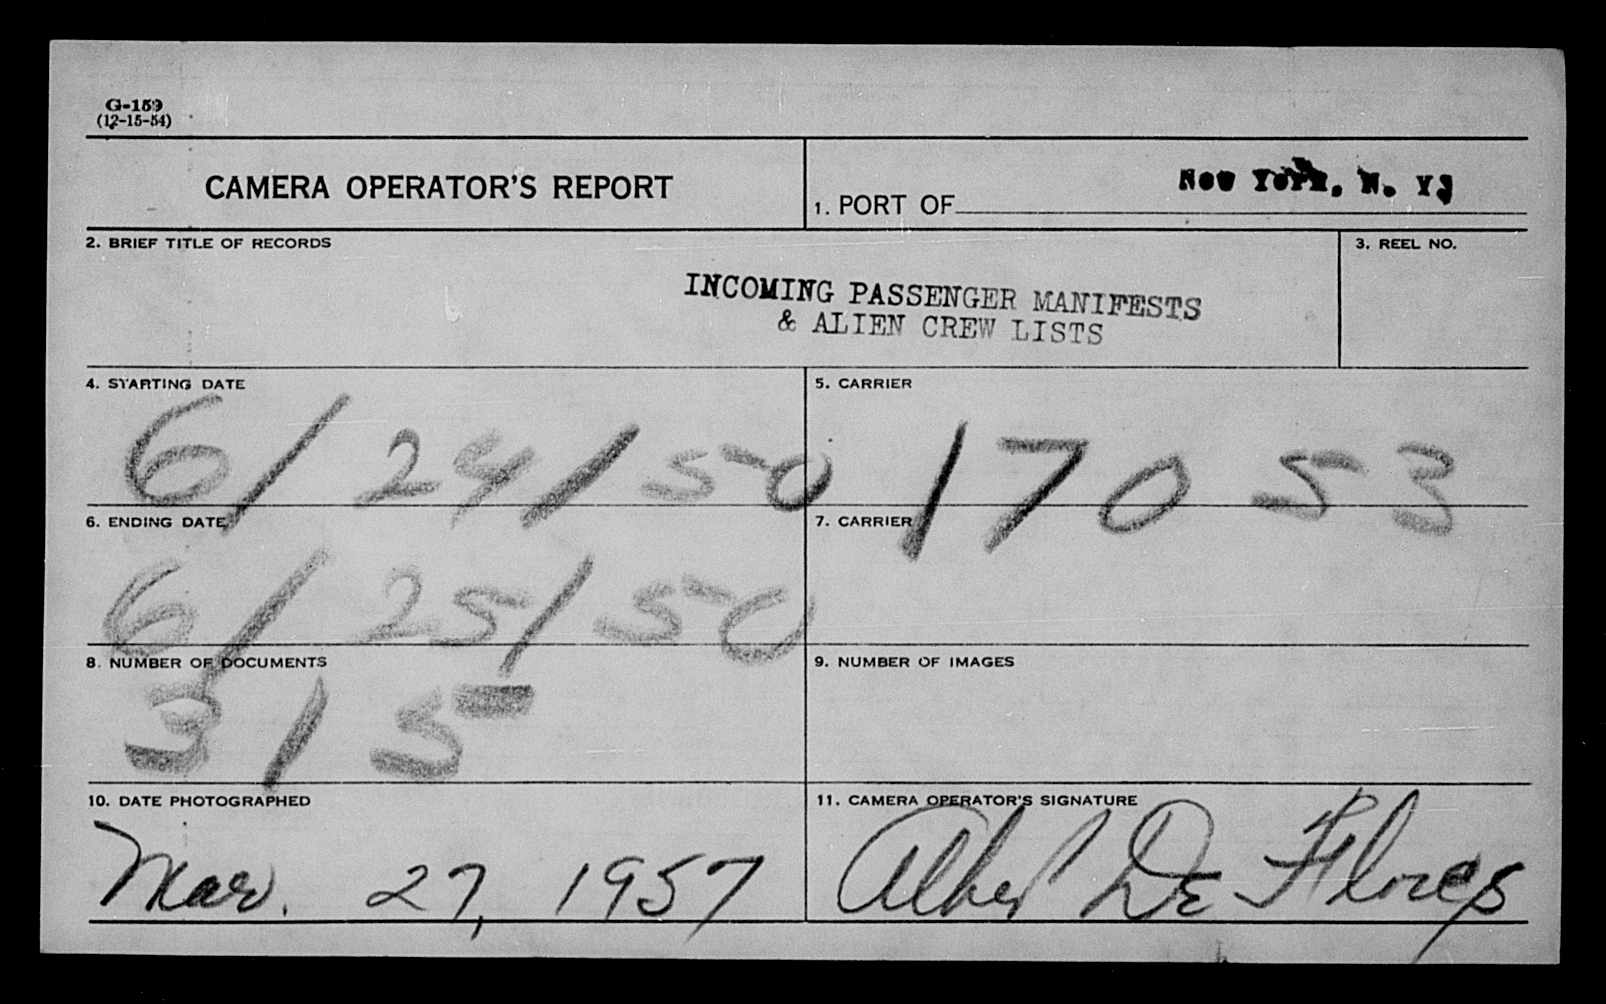 G-159
(12-15-54)
CAMERA OPERATOR'S REPORT
1. PORT OF New York, N. Y.
2. BRIEF TITLE OF RECORDS
INCOMING PASSENGER MANIFESTS
& ALIEN CREW LISTS
3. REEL NO.
4. STARTING DATE
6/24/50
5. CARRIER
17053
6. ENDING DATE
6/25/50
7. CARRIER
8. NUMBER OF DOCUMENTS
315
9. NUMBER OF IMAGES
10. DATE PHOTOGRAPHED
Mar. 27, 1957
11. CAMERA OPERATOR'S SIGNATURE
Albert De Flores